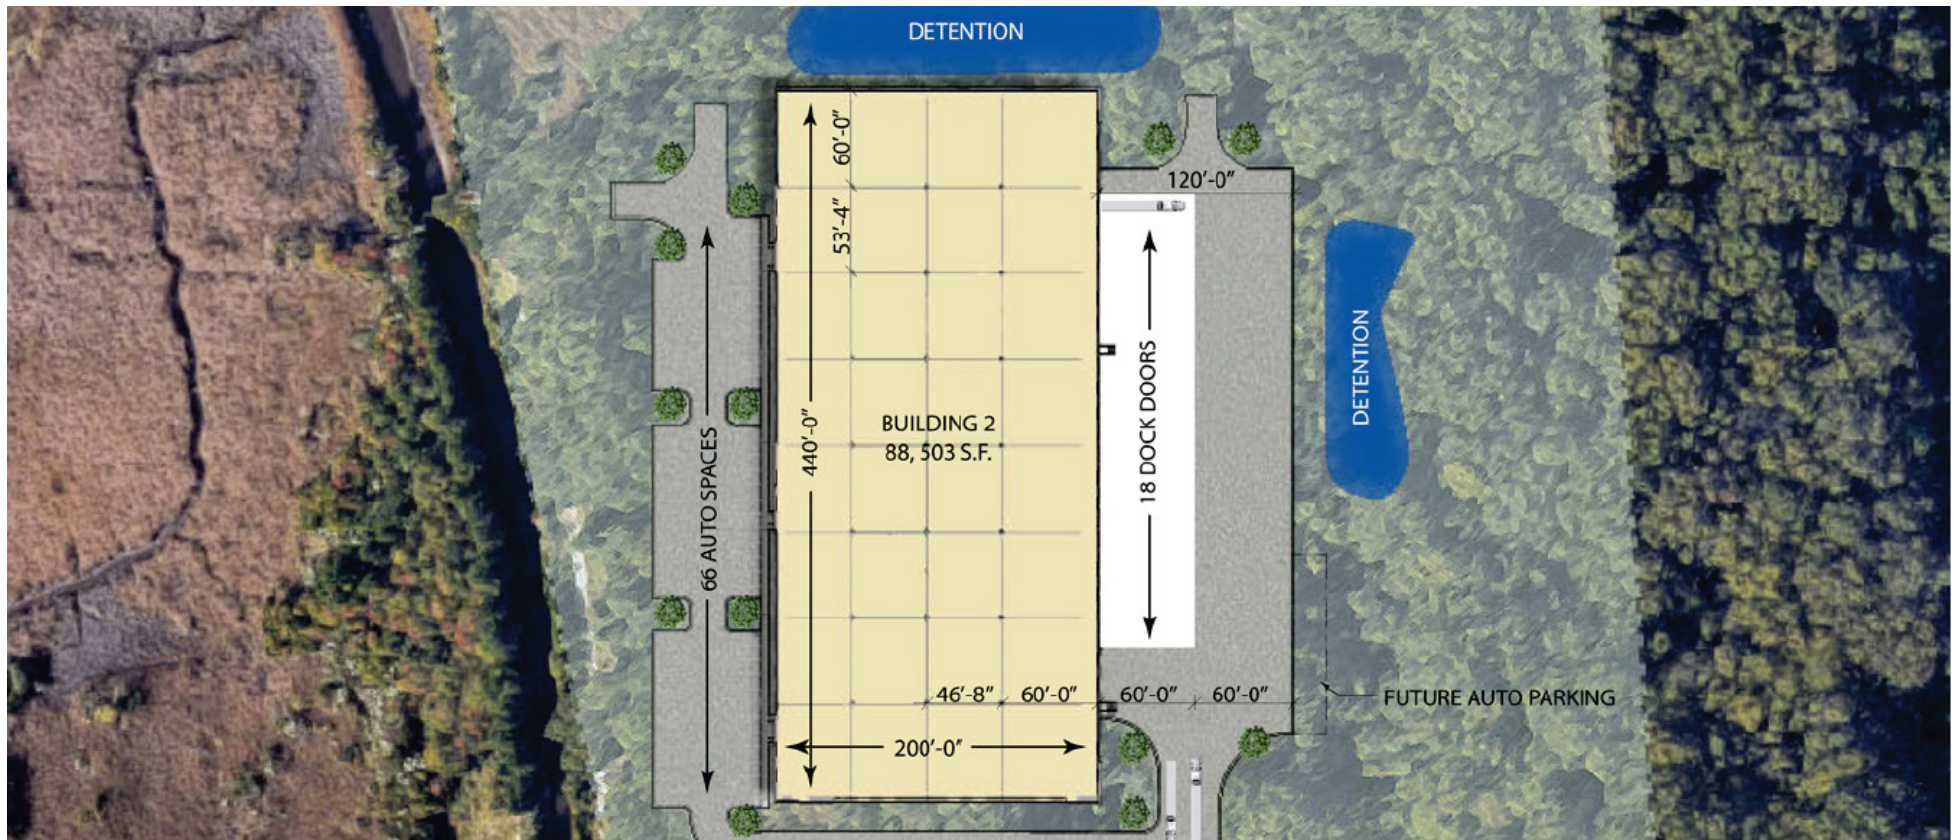 DETENTION
60'-0"
120'-0"
53'-4"
DETENTION
18 DOCK DOORS
440'-0"
BUILDING 2
88, 503 S.F.
66 AUTO SPACES
46'-8"
60'-0"
60'-0"
60'-0"
FUTURE AUTO PARKING
200'-0"